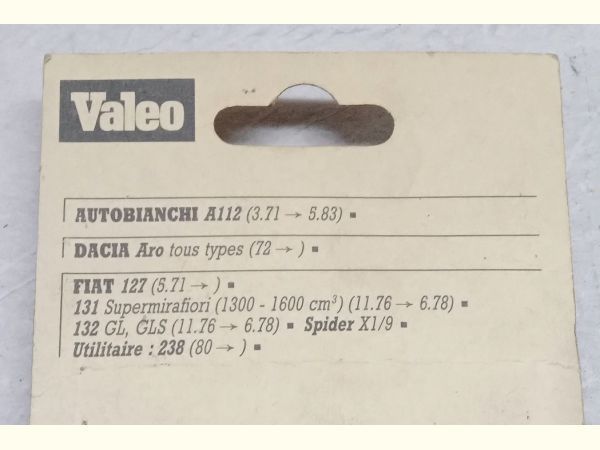 Valeo
AUTOBIANCHI A112 (3.71 → 5.83) ▪
DACIA Aro tous types (72 → ) ▪
FIAT 127 (5.71 → ) ▪
131 Supermirafiori (1300 - 1600 cm³) (11.76 → 6.78) ▪
132 GL, GLS (11.76 → 6.78) ▪ Spider X1/9 ▪
Utilitaire : 238 (80 → ) ▪